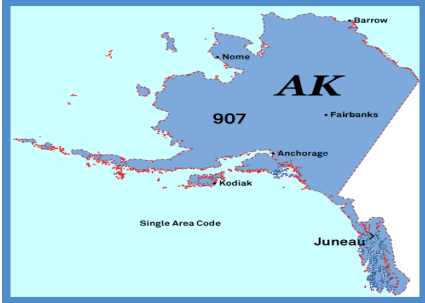 Barrow
Nome
AK
907
Fairbanks
Anchorage
Kodiak
Single Area Code
Juneau